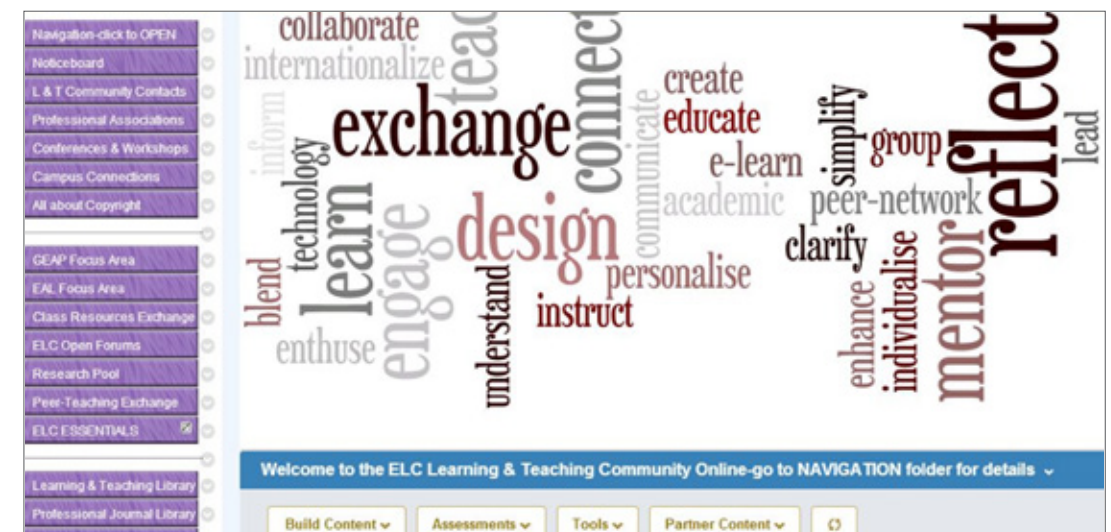 Navigation-click to OPEN
Noticeboard
L & T Community Contacts
Professional Associations
Conferences & Workshops
Campus Connections
All about Copyright
GEAP Focus Area
EAL Focus Area
Class Resources Exchange
ELC Open Forums
Research Pool
Peer-Teaching Exchange
ELC ESSENTIALS
Learning & Teaching Library
Professional Journal Library
collaborate
internationalize
teac
connect
create
educate
e-learn
communicate
academic
exchange
inform
technology
learn
engage
design
blend
enthuse
understand
instruct
personalise
simplify
group
peer-network
clarify
enhance
individualise
mentor
reflect
lead
Welcome to the ELC Learning & Teaching Community Online-go to NAVIGATION folder for details
Build Content
Assessments
Tools
Partner Content